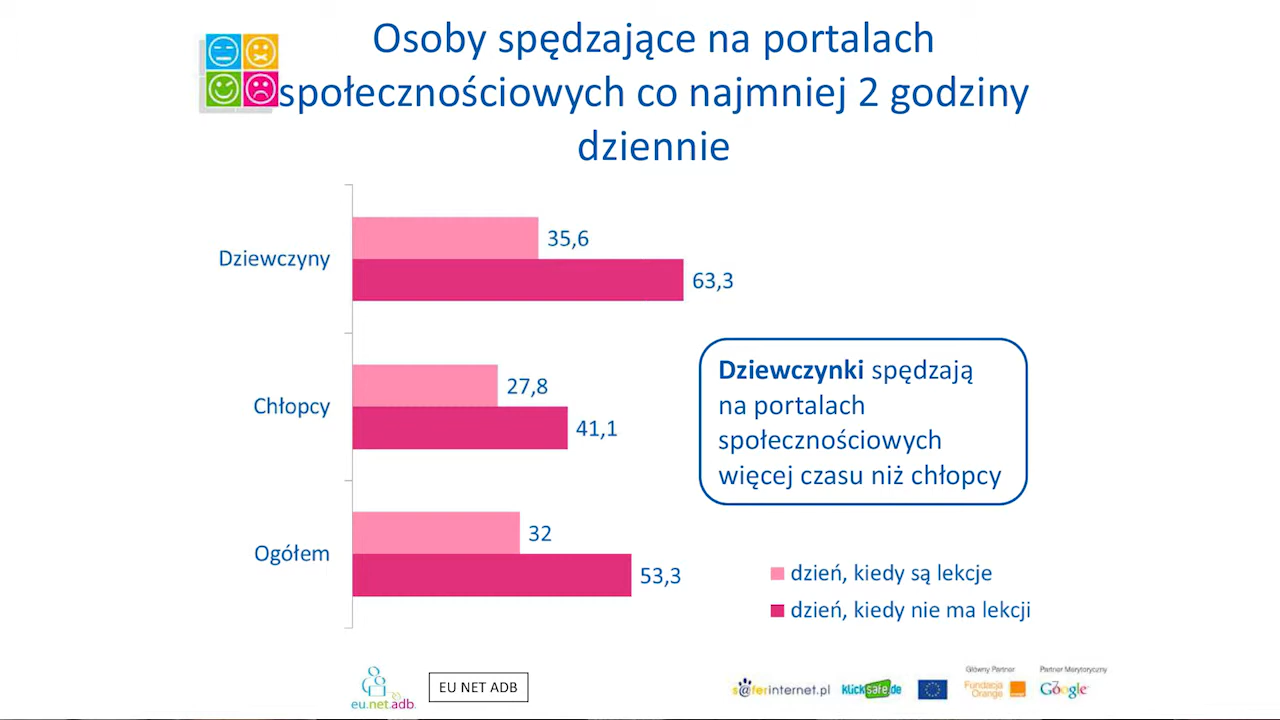 Osoby spędzające na portalach
społecznościowych co najmniej 2 godziny
dziennie
Dziewczyny
35,6
63,3
Chłopcy
27,8
41,1
Dziewczynki spędzają
na portalach
społecznościowych
więcej czasu niż chłopcy
Ogółem
32
53,3
dzień, kiedy są lekcje
dzień, kiedy nie ma lekcji
eu.net.adb.
EU NET ADB
s@ferinternet.pl
klicksafe.de
Główny Partner
Fundacja
Orange
Partner Merytoryczny
Google